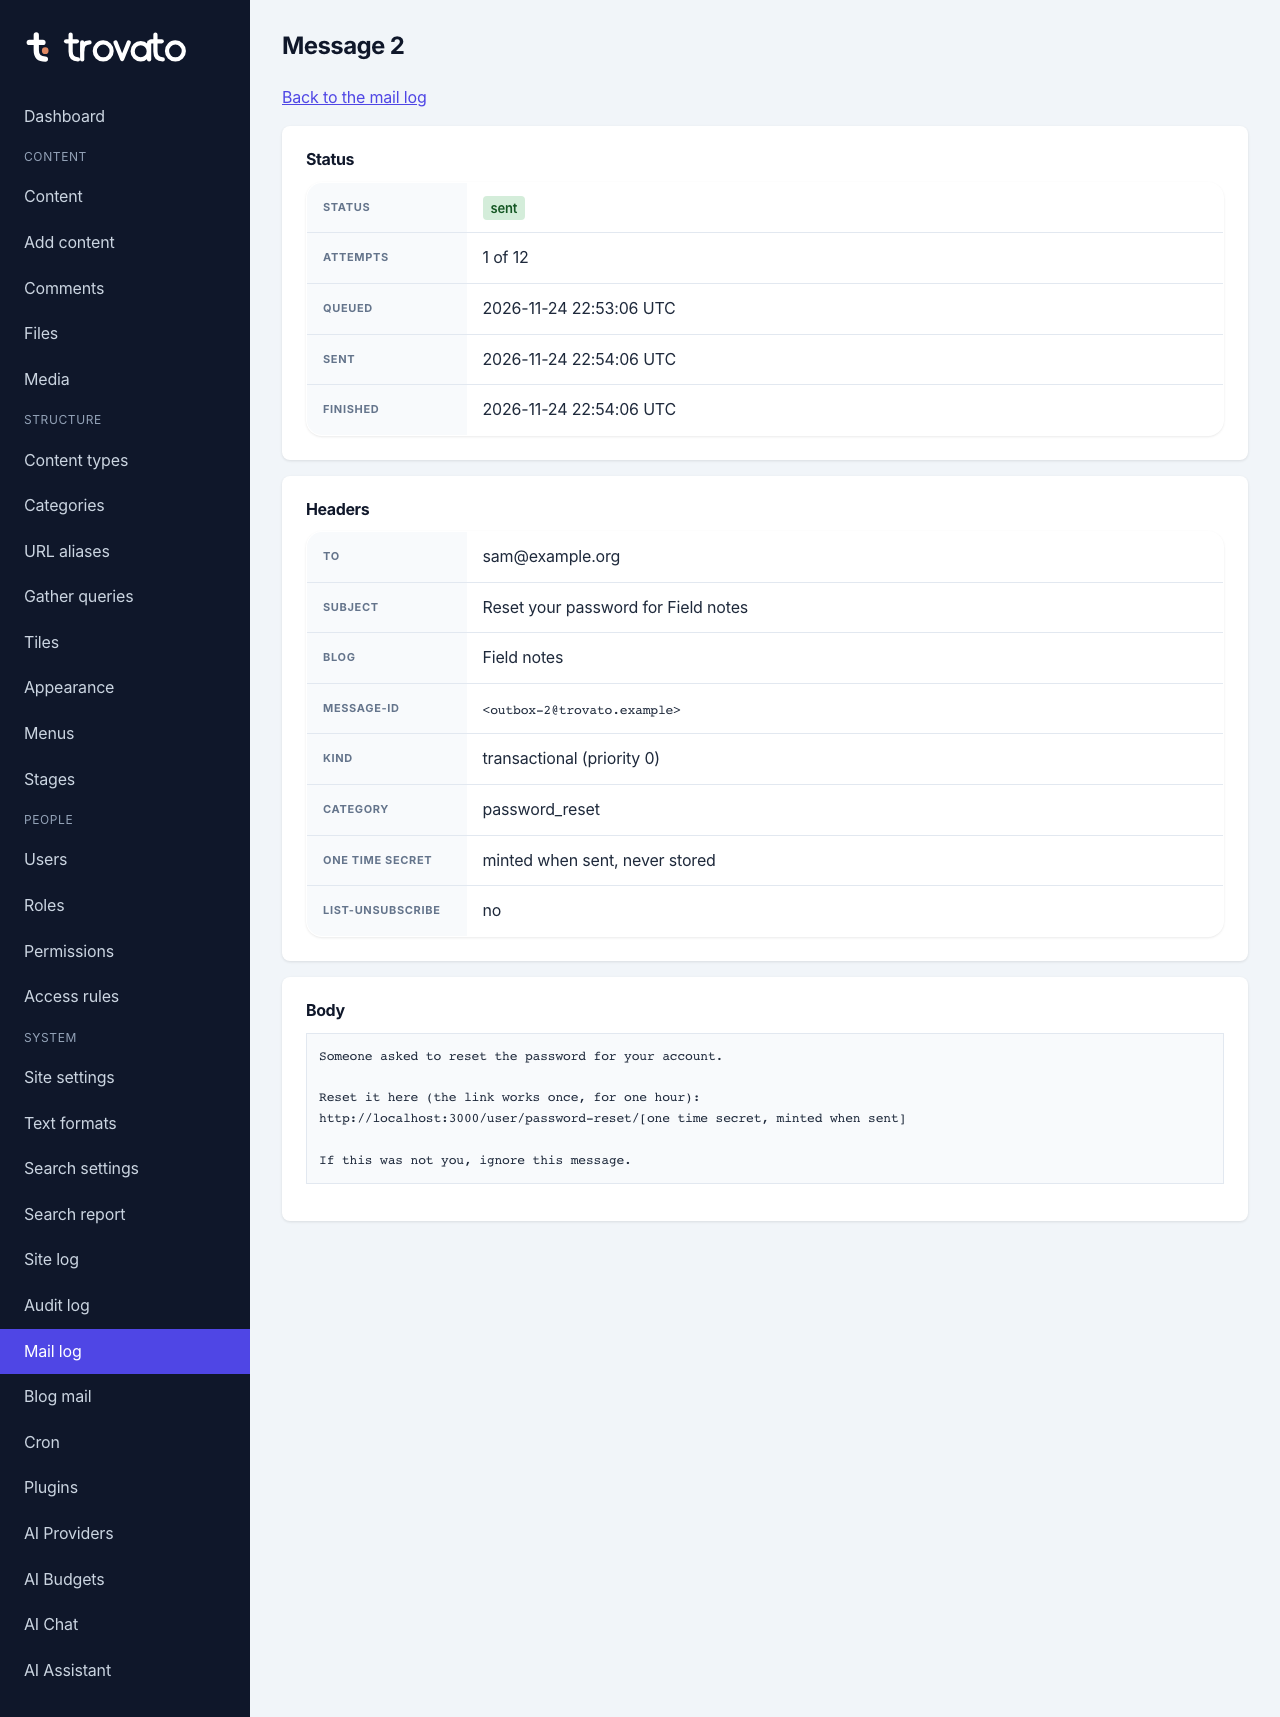 trovato
Dashboard
CONTENT
Content
Add content
Comments
Files
Media
STRUCTURE
Content types
Categories
URL aliases
Gather queries
Tiles
Appearance
Menus
Stages
PEOPLE
Users
Roles
Permissions
Access rules
SYSTEM
Site settings
Text formats
Search settings
Search report
Site log
Audit log
Mail log
Blog mail
Cron
Plugins
AI Providers
AI Budgets
AI Chat
AI Assistant
Message 2
Back to the mail log
Status
STATUS sent
ATTEMPTS 1 of 12
QUEUED 2026-11-24 22:53:06 UTC
SENT 2026-11-24 22:54:06 UTC
FINISHED 2026-11-24 22:54:06 UTC
Headers
TO sam@example.org
SUBJECT Reset your password for Field notes
BLOG Field notes
MESSAGE-ID <outbox-2@trovato.example>
KIND transactional (priority 0)
CATEGORY password_reset
ONE TIME SECRET minted when sent, never stored
LIST-UNSUBSCRIBE no
Body
Someone asked to reset the password for your account.
Reset it here (the link works once, for one hour):
http://localhost:3000/user/password-reset/[one time secret, minted when sent]
If this was not you, ignore this message.